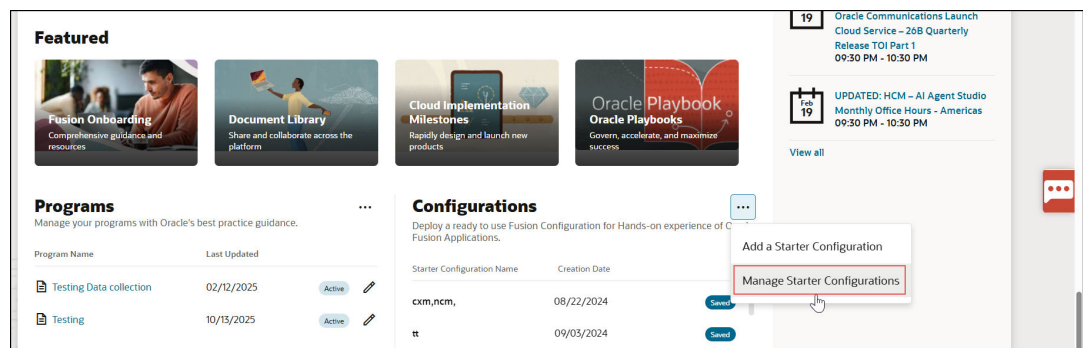 Featured
Fusion Onboarding
Comprehensive guidance and
resources
Document Library
Share and collaborate across the
platform
Cloud Implementation
Milestones
Rapidly design and launch new
products
Oracle Playbook
Oracle Playbooks
Govern, accelerate, and maximize
success
19
Oracle Communications Launch
Cloud Service – 26B Quarterly
Release TOI Part 1
09:30 PM - 10:30 PM
Feb
19
UPDATED: HCM – AI Agent Studio
Monthly Office Hours - Americas
09:30 PM - 10:30 PM
View all
Programs
Manage your programs with Oracle's best practice guidance.
Program Name Last Updated
Testing Data collection 02/12/2025 Active
Testing 10/13/2025 Active
Configurations
Deploy a ready to use Fusion Configuration for Hands-on experience of
Fusion Applications.
Starter Configuration Name Creation Date
cxm,ncm, 08/22/2024 Saved
tt 09/03/2024 Saved
Add a Starter Configuration
Manage Starter Configurations